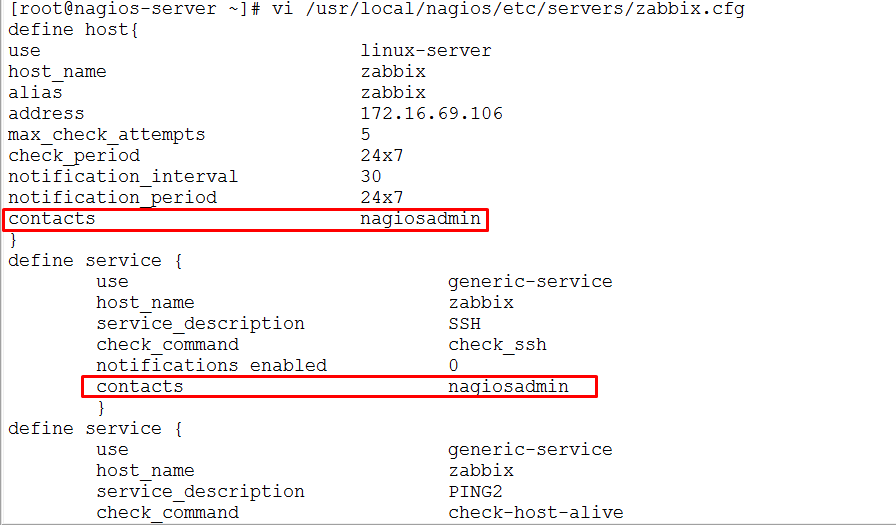 [root@nagios-server ~]# vi /usr/local/nagios/etc/servers/zabbix.cfg
define host{
use linux-server
host_name zabbix
alias zabbix
address 172.16.69.106
max_check_attempts 5
check_period 24x7
notification_interval 30
notification_period 24x7
contacts nagiosadmin
}
define service {
use generic-service
host_name zabbix
service_description SSH
check_command check_ssh
notifications enabled 0
contacts nagiosadmin
}
define service {
use generic-service
host_name zabbix
service_description PING2
check_command check-host-alive